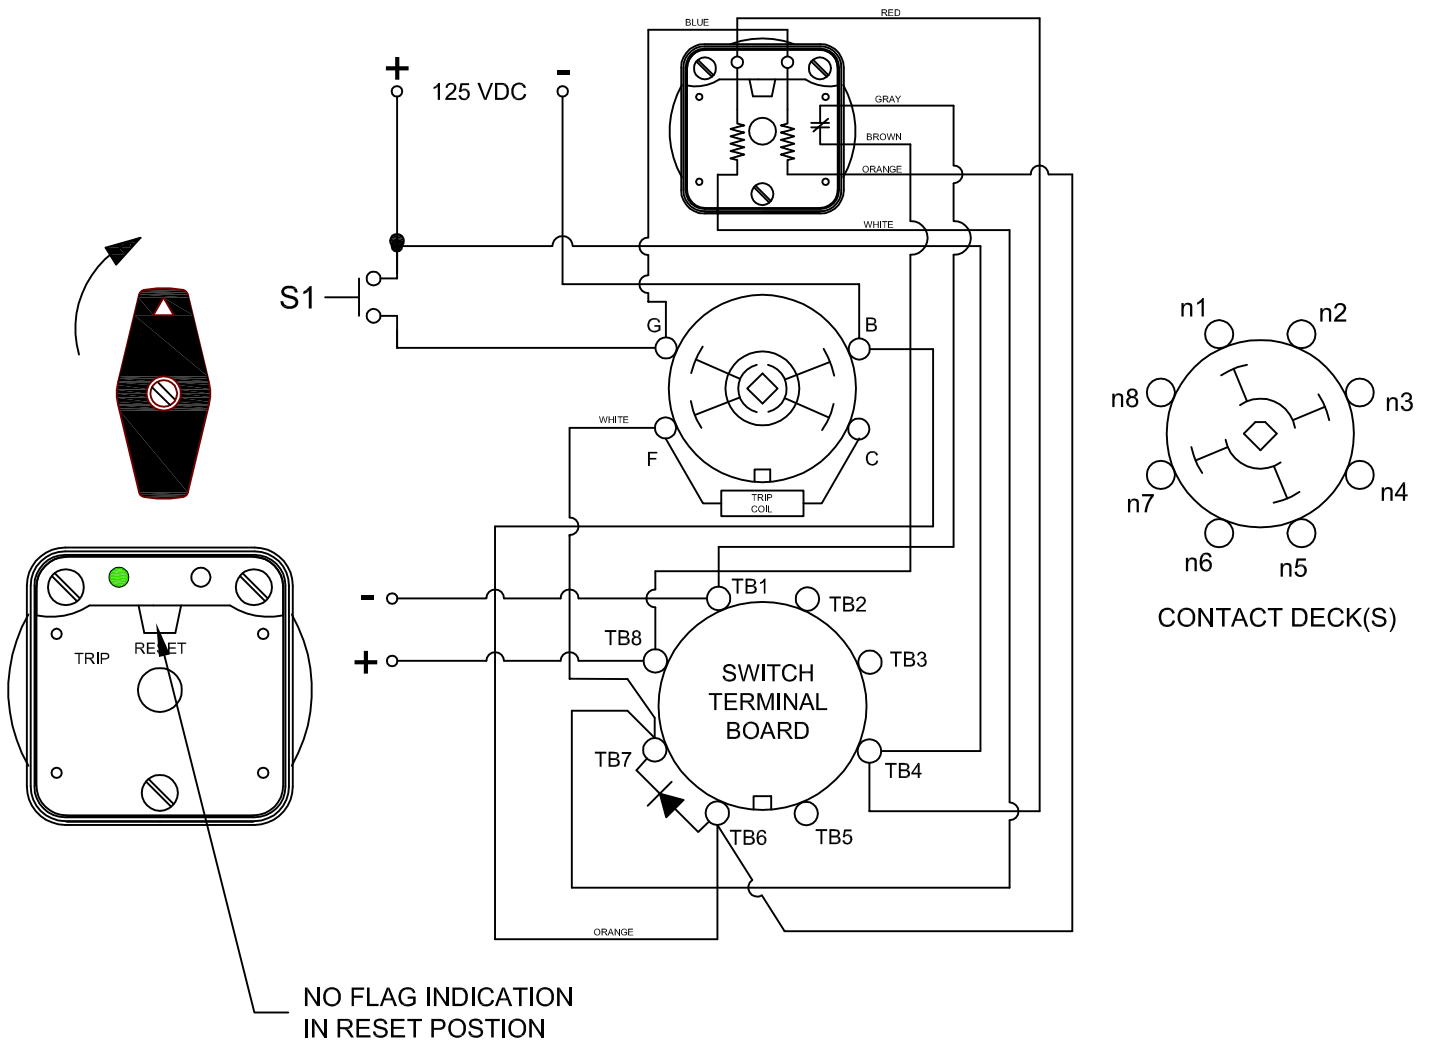 RED
BLUE
+
125 VDC
-
GRAY
BROWN
ORANGE
WHITE
S1
G
B
n1
n2
n8
n3
WHITE
F
C
TRIP
COIL
n7
n4
n6
n5
CONTACT DECK(S)
-
TB1
TB2
TB8
TB3
+
SWITCH
TERMINAL
BOARD
TRIP
RESET
TB7
TB4
TB6
TB5
ORANGE
NO FLAG INDICATION
IN RESET POSTION